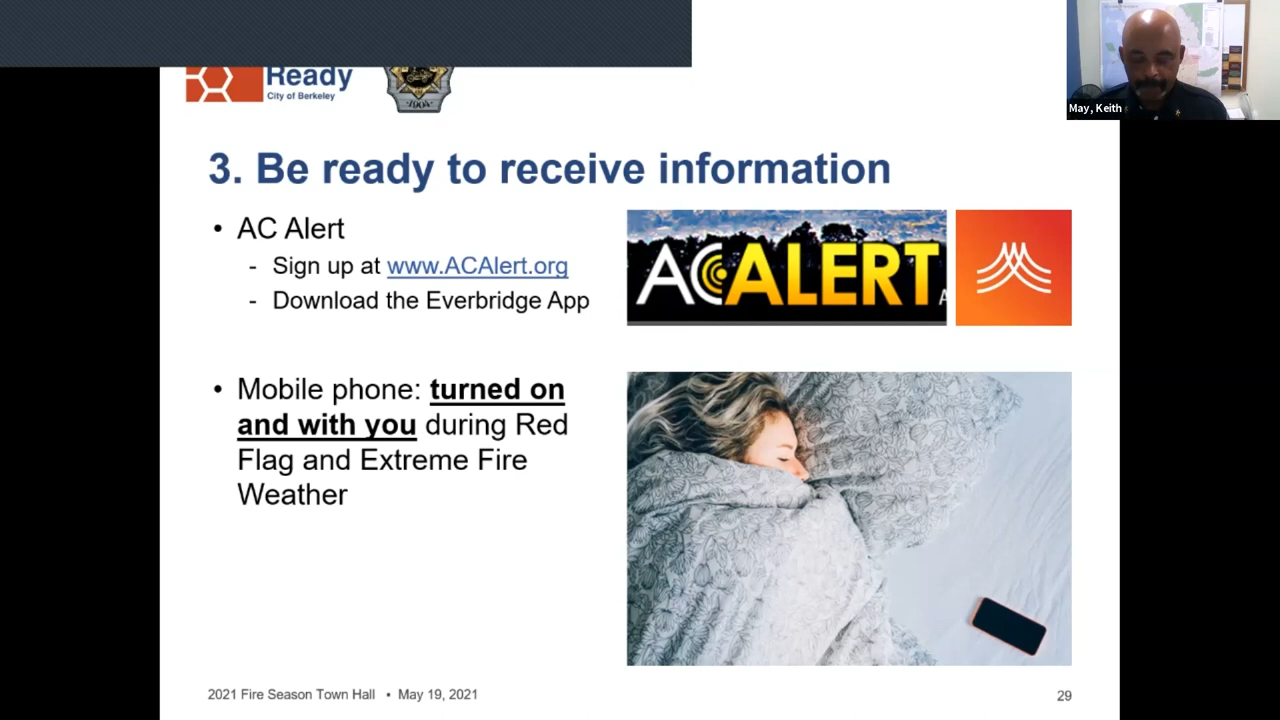 Ready
City of Berkeley
1904
May, Keith
3. Be ready to receive information
• AC Alert
- Sign up at www.ACAlert.org
- Download the Everbridge App
AC ALERT
• Mobile phone: turned on
and with you during Red
Flag and Extreme Fire
Weather
2021 Fire Season Town Hall • May 19, 2021
29